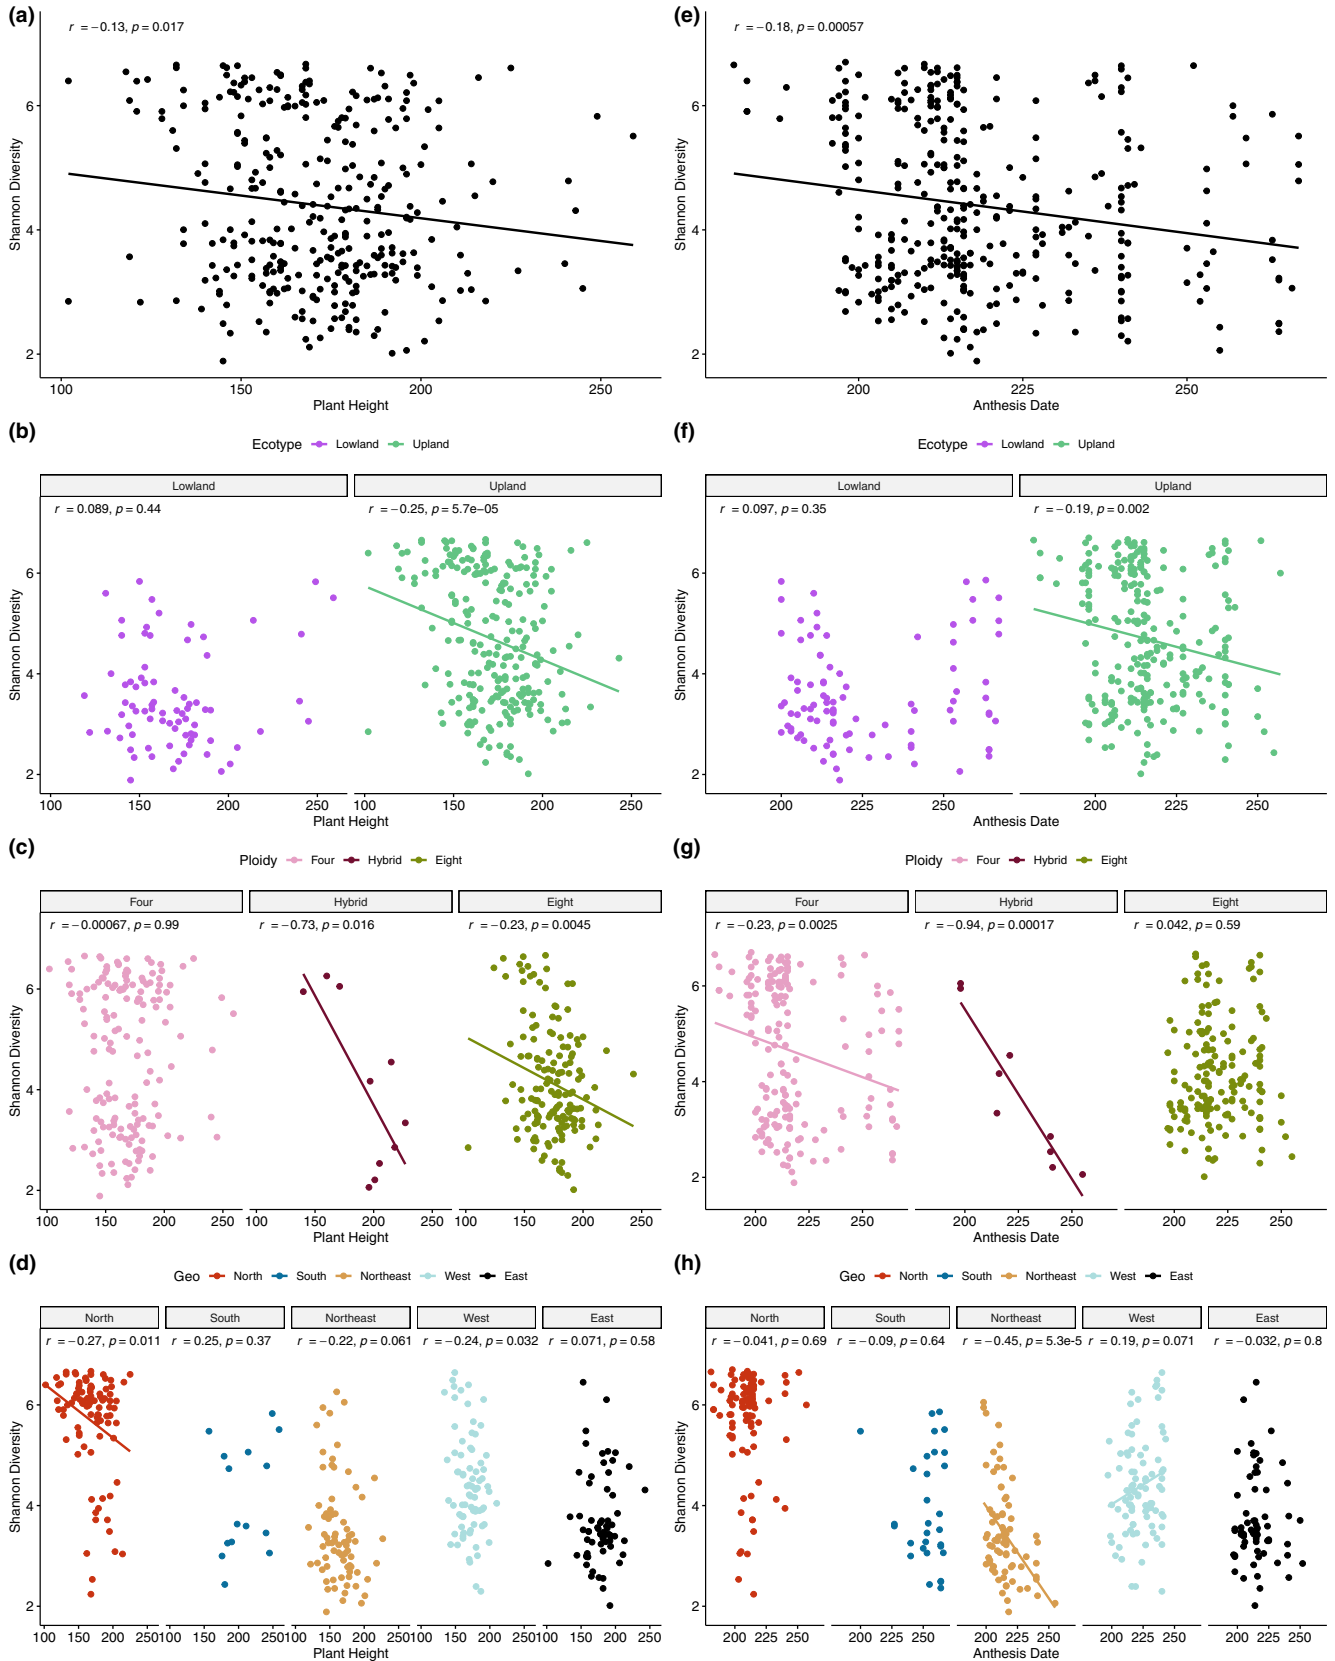 (a)
r = −0.13, p = 0.017
6
4
2
Shannon Diversity
100 150 200 250
Plant Height
(e)
r = −0.18, p = 0.00057
6
4
2
Shannon Diversity
200 225 250
Anthesis Date
(b)
Ecotype Lowland Upland
Lowland Upland
r = 0.089, p = 0.44 r = −0.25, p = 5.7e−05
6
4
2
Shannon Diversity
100 150 200 250 100 150 200 250
Plant Height
(f)
Ecotype Lowland Upland
Lowland Upland
r = 0.097, p = 0.35 r = −0.19, p = 0.002
6
4
2
Shannon Diversity
200 225 250 200 225 250
Anthesis Date
(c)
Ploidy Four Hybrid Eight
Four Hybrid Eight
r = −0.00067, p = 0.99 r = −0.73, p = 0.016 r = −0.23, p = 0.0045
6
4
2
Shannon Diversity
100 150 200 250 100 150 200 250 100 150 200 250
Plant Height
(g)
Ploidy Four Hybrid Eight
Four Hybrid Eight
r = −0.23, p = 0.0025 r = −0.94, p = 0.00017 r = 0.042, p = 0.59
6
4
2
Shannon Diversity
200 225 250 200 225 250 200 225 250
Anthesis Date
(d)
Geo North South Northeast West East
North South Northeast West East
r = −0.27, p = 0.011 r = 0.25, p = 0.37 r = −0.22, p = 0.061 r = −0.24, p = 0.032 r = 0.071, p = 0.58
6
4
2
Shannon Diversity
100 150 200 250 100 150 200 250 100 150 200 250 100 150 200 250 100 150 200 250
Plant Height
(h)
Geo North South Northeast West East
North South Northeast West East
r = −0.041, p = 0.69 r = −0.09, p = 0.64 r = −0.45, p = 5.3e-5 r = 0.19, p = 0.071 r = −0.032, p = 0.8
6
4
2
Shannon Diversity
200 225 250 200 225 250 200 225 250 200 225 250 200 225 250
Anthesis Date